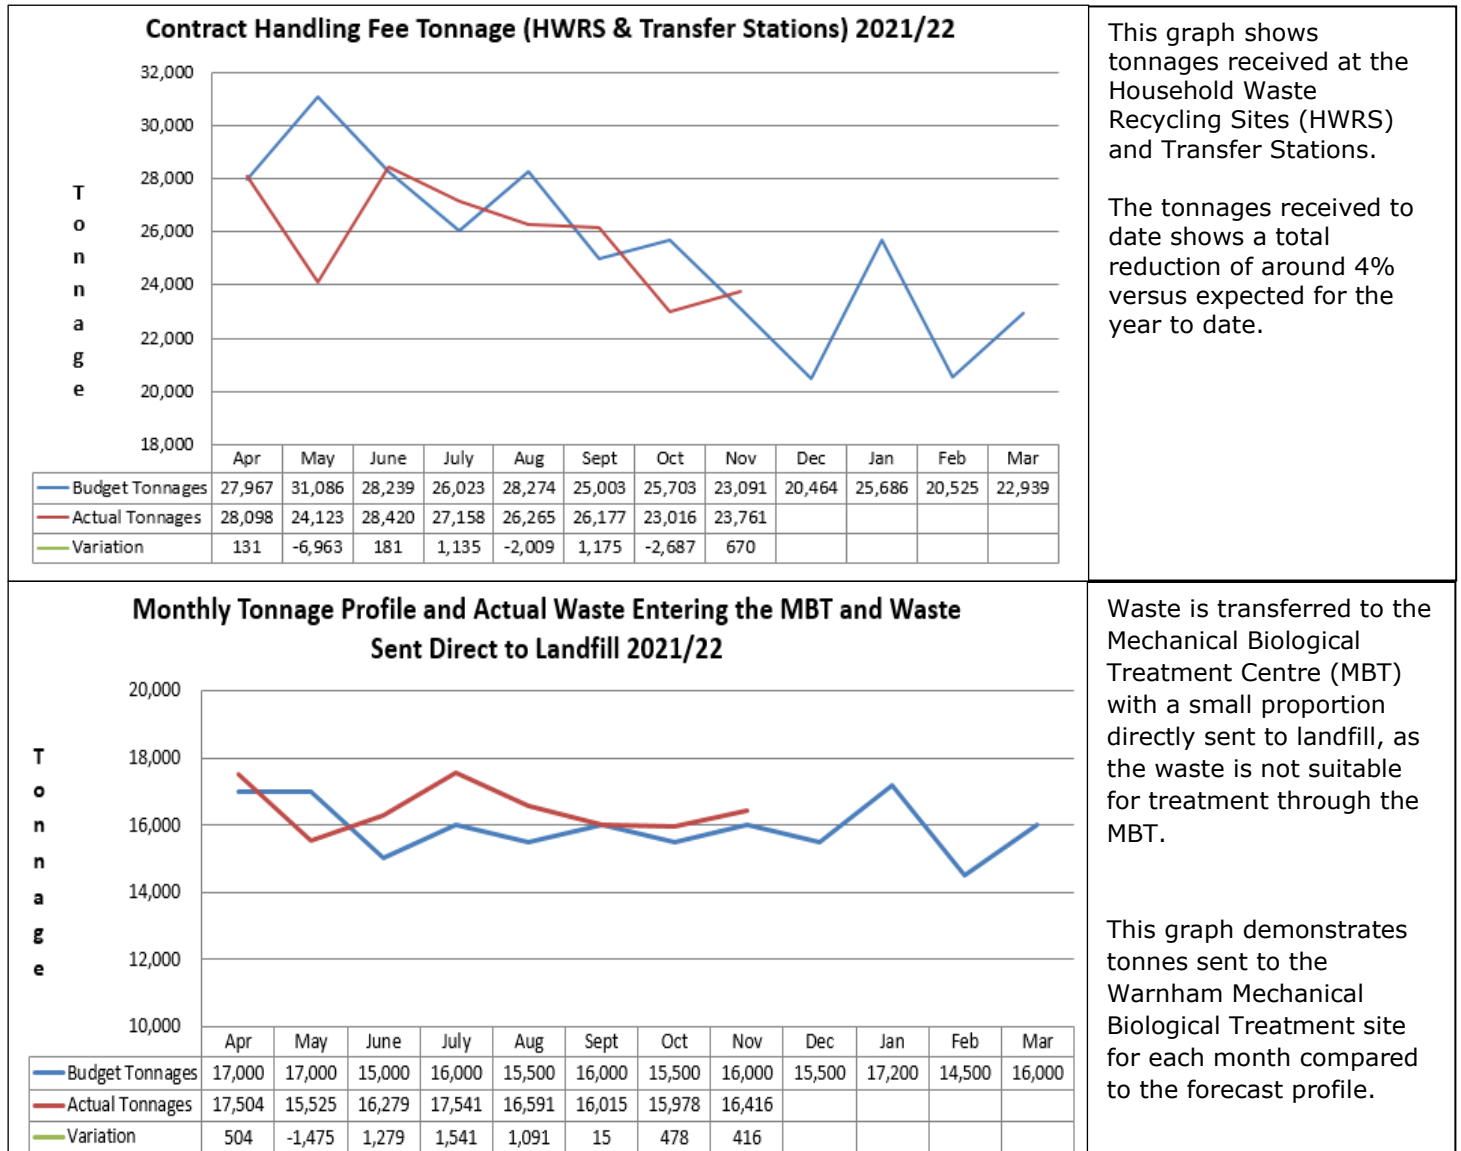 Contract Handling Fee Tonnage (HWRS & Transfer Stations) 2021/22
32,000
30,000
28,000
26,000
24,000
22,000
20,000
18,000
Tonnage
Apr May June July Aug Sept Oct Nov Dec Jan Feb Mar
Budget Tonnages 27,967 31,086 28,239 26,023 28,274 25,003 25,703 23,091 20,464 25,686 20,525 22,939
Actual Tonnages 28,098 24,123 28,420 27,158 26,265 26,177 23,016 23,761
Variation 131 -6,963 181 1,135 -2,009 1,175 -2,687 670
This graph shows
tonnages received at the
Household Waste
Recycling Sites (HWRS)
and Transfer Stations.
The tonnages received to
date shows a total
reduction of around 4%
versus expected for the
year to date.
Monthly Tonnage Profile and Actual Waste Entering the MBT and Waste
Sent Direct to Landfill 2021/22
20,000
18,000
16,000
14,000
12,000
10,000
Tonnage
Apr May June July Aug Sept Oct Nov Dec Jan Feb Mar
Budget Tonnages 17,000 17,000 15,000 16,000 15,500 16,000 15,500 16,000 15,500 17,200 14,500 16,000
Actual Tonnages 17,504 15,525 16,279 17,541 16,591 16,015 15,978 16,416
Variation 504 -1,475 1,279 1,541 1,091 15 478 416
Waste is transferred to the
Mechanical Biological
Treatment Centre (MBT)
with a small proportion
directly sent to landfill, as
the waste is not suitable
for treatment through the
MBT.
This graph demonstrates
tonnes sent to the
Warnham Mechanical
Biological Treatment site
for each month compared
to the forecast profile.